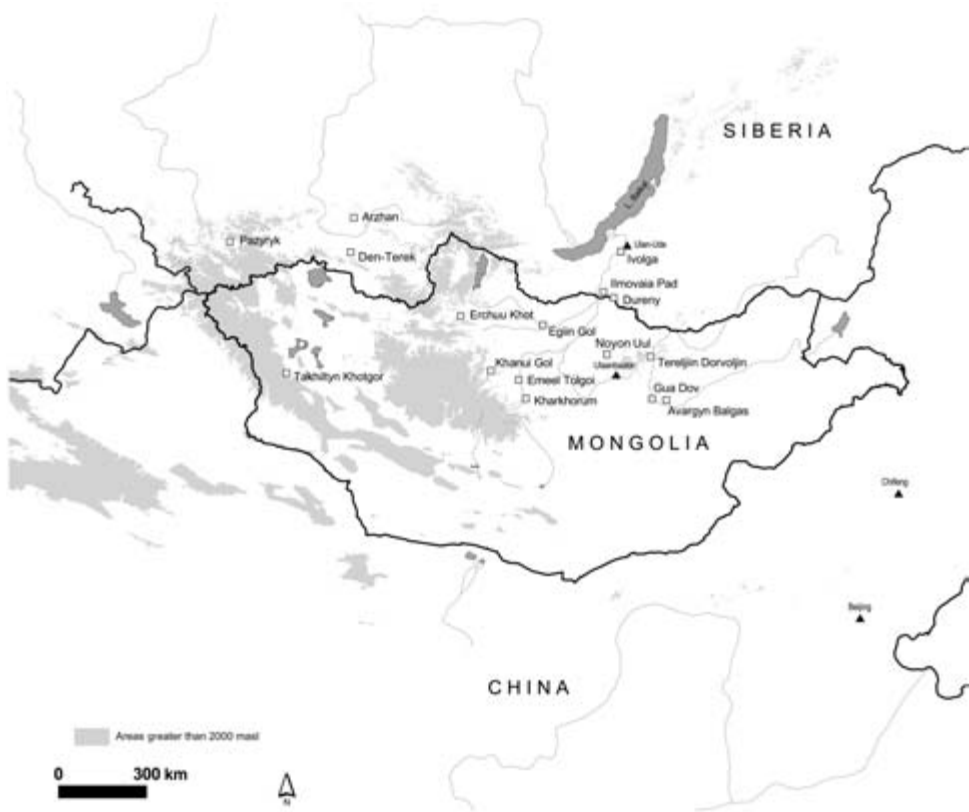 SIBERIA
L. Baikal
Arzhan
Pazyryk
Den-Terek
Ulan-Ude
Ivolga
Ilmovaia Pad
Dureny
Erchuu Khot
Egiin Gol
Noyon Uul
Tereljiin Dorvoljin
Khanui Gol
Ulaanbaatar
Takhiltyn Khotgor
Emeel Tolgoi
Gua Dov
Kharkhorum
Avargyn Balgas
MONGOLIA
Chifeng
Beijing
CHINA
Areas greater than 2000 masl
0 300 km
N